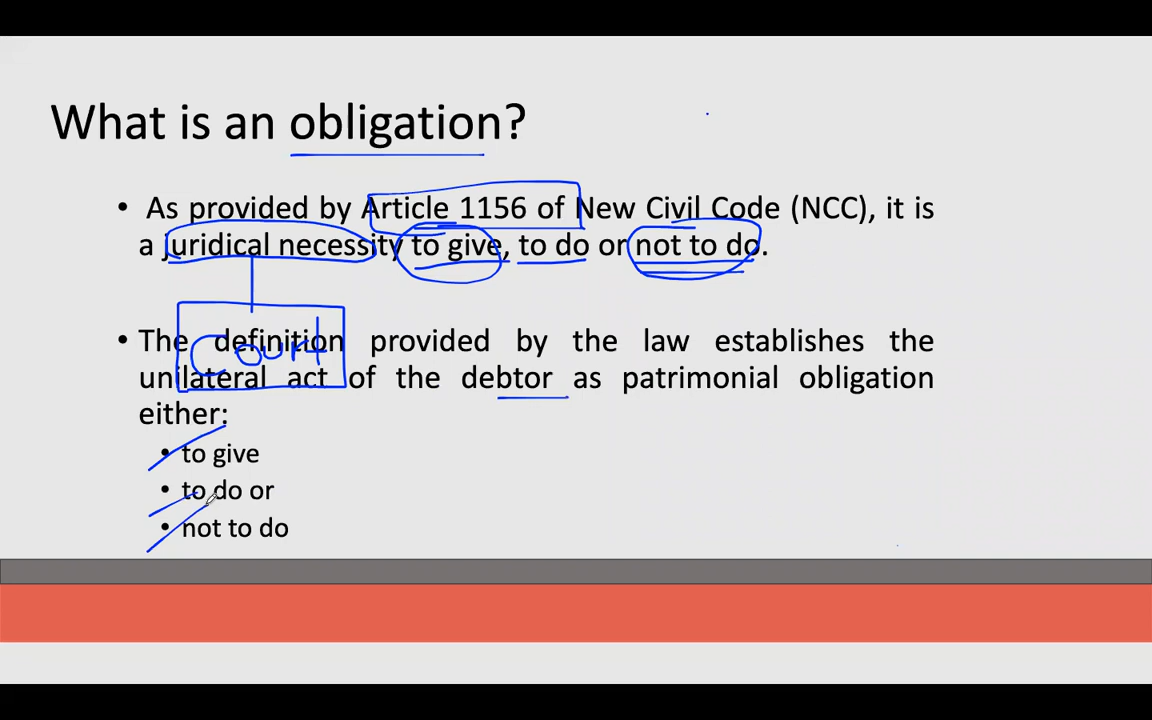 What is an obligation?
• As provided by Article 1156 of New Civil Code (NCC), it is
a juridical necessity to give, to do or not to do.
Court
• The definition provided by the law establishes the
unilateral act of the debtor as patrimonial obligation
either:
• to give
• to do or
• not to do